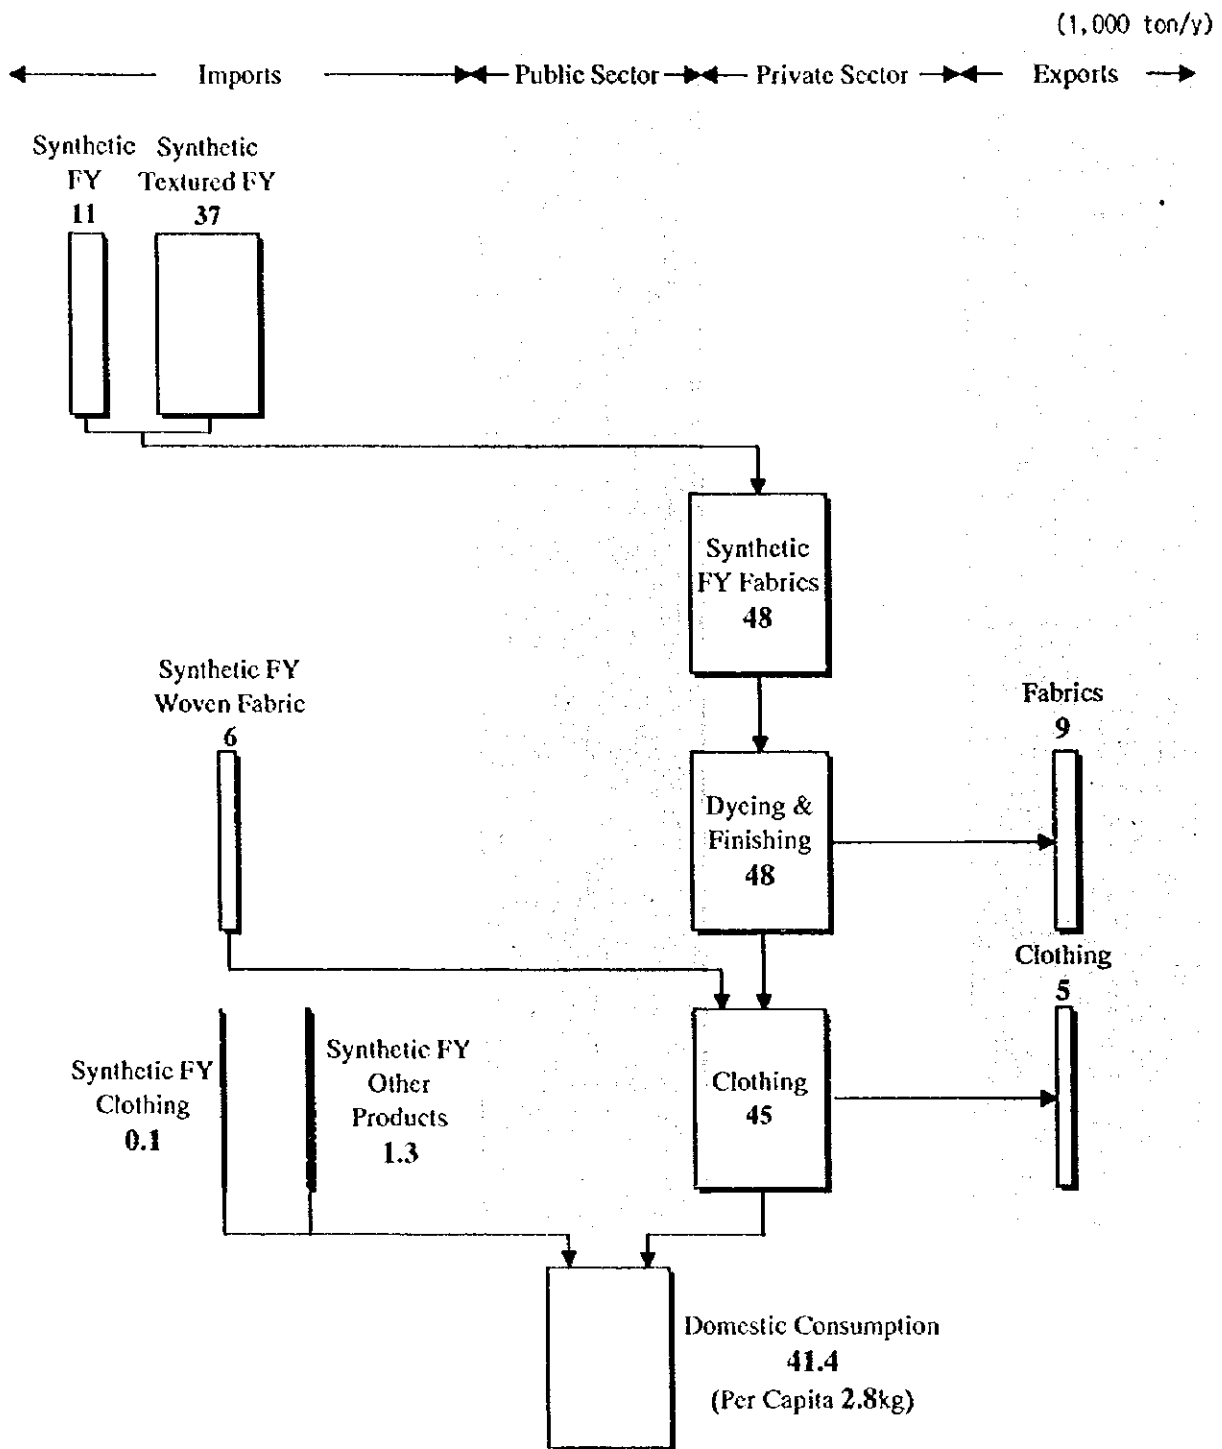 (1,000 ton/y)
Imports Public Sector Private Sector Exports
Synthetic
FY
11
Synthetic
Textured FY
37
Synthetic
FY Fabrics
48
Synthetic FY
Woven Fabric
6
Fabrics
9
Dyeing &
Finishing
48
Clothing
5
Synthetic FY
Clothing
0.1
Synthetic FY
Other
Products
1.3
Clothing
45
Domestic Consumption
41.4
(Per Capita 2.8kg)